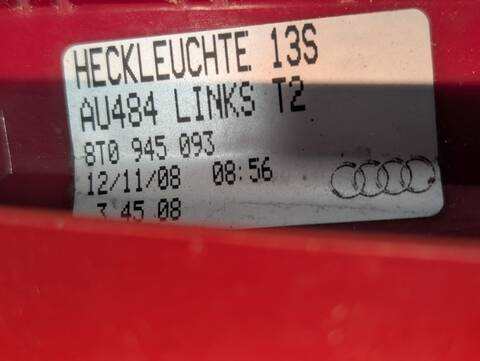 HECKLEUCHTE 13S
AU484 LINKS T2
8T0 945 093
12/11/08 08:56
3 45 08